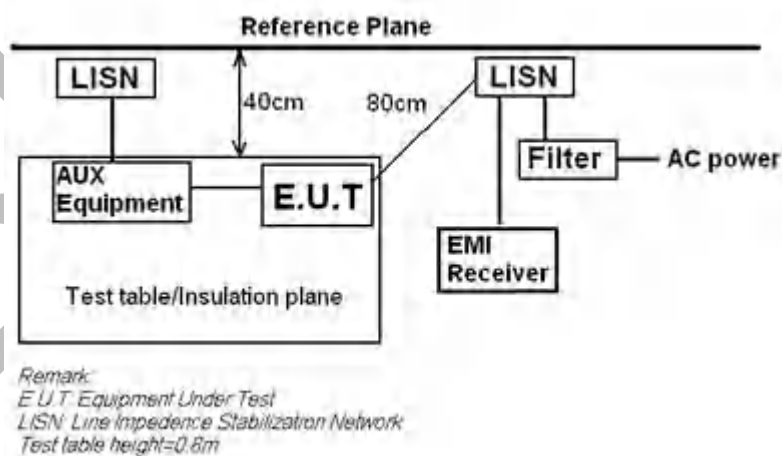 Reference Plane
LISN
40cm
80cm
LISN
Filter
AC power
AUX
Equipment
E.U.T
EMI
Receiver
Test table/Insulation plane
Remark:
E.U.T: Equipment Under Test
LISN: Line Impedence Stabilization Network
Test table height=0.8m